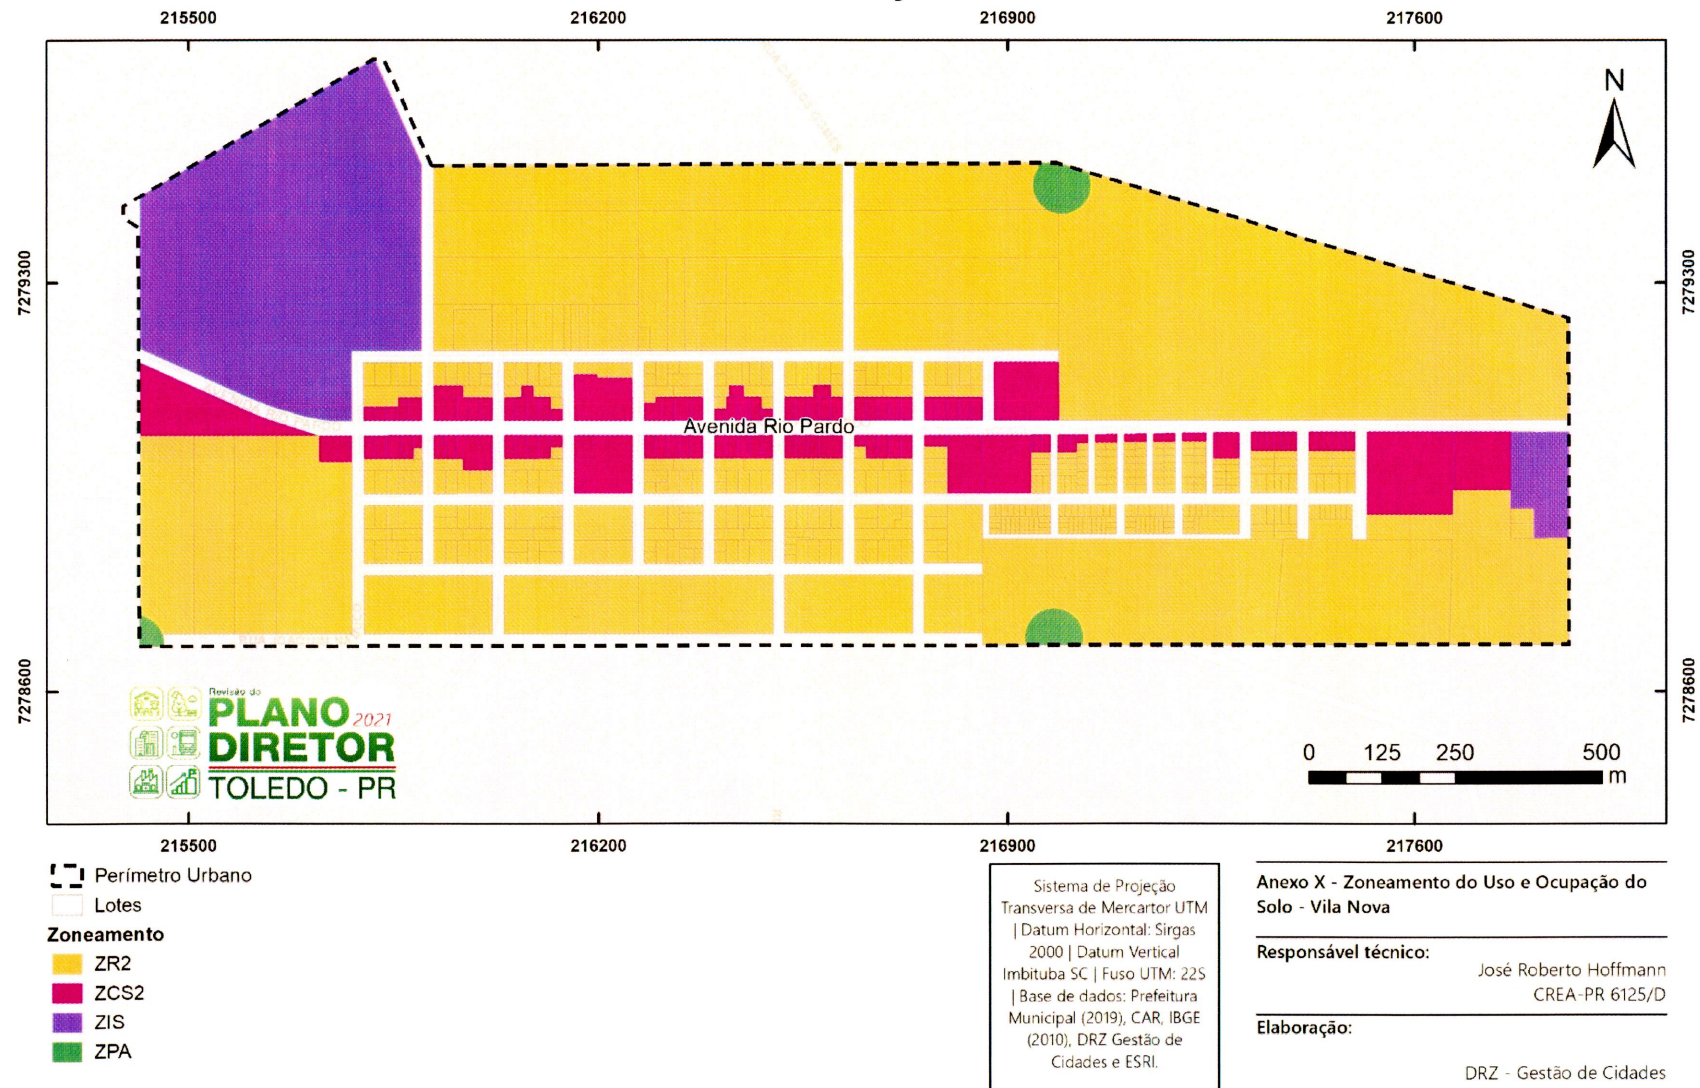 215500 216200 216900 217600
N
7279300 7279300
Avenida Rio Pardo
7278600 7278600
Revisão do
PLANO 2021
DIRETOR
TOLEDO - PR
0 125 250 500
m
215500 216200 216900 217600
Perímetro Urbano
Lotes
Zoneamento
ZR2
ZCS2
ZIS
ZPA
Sistema de Projeção
Transversa de Mercartor UTM
| Datum Horizontal: Sirgas
2000 | Datum Vertical
Imbituba SC | Fuso UTM: 22S
| Base de dados: Prefeitura
Municipal (2019), CAR, IBGE
(2010), DRZ Gestão de
Cidades e ESRI.
Anexo X - Zoneamento do Uso e Ocupação do
Solo - Vila Nova
Responsável técnico:
José Roberto Hoffmann
CREA-PR 6125/D
Elaboração:
DRZ - Gestão de Cidades